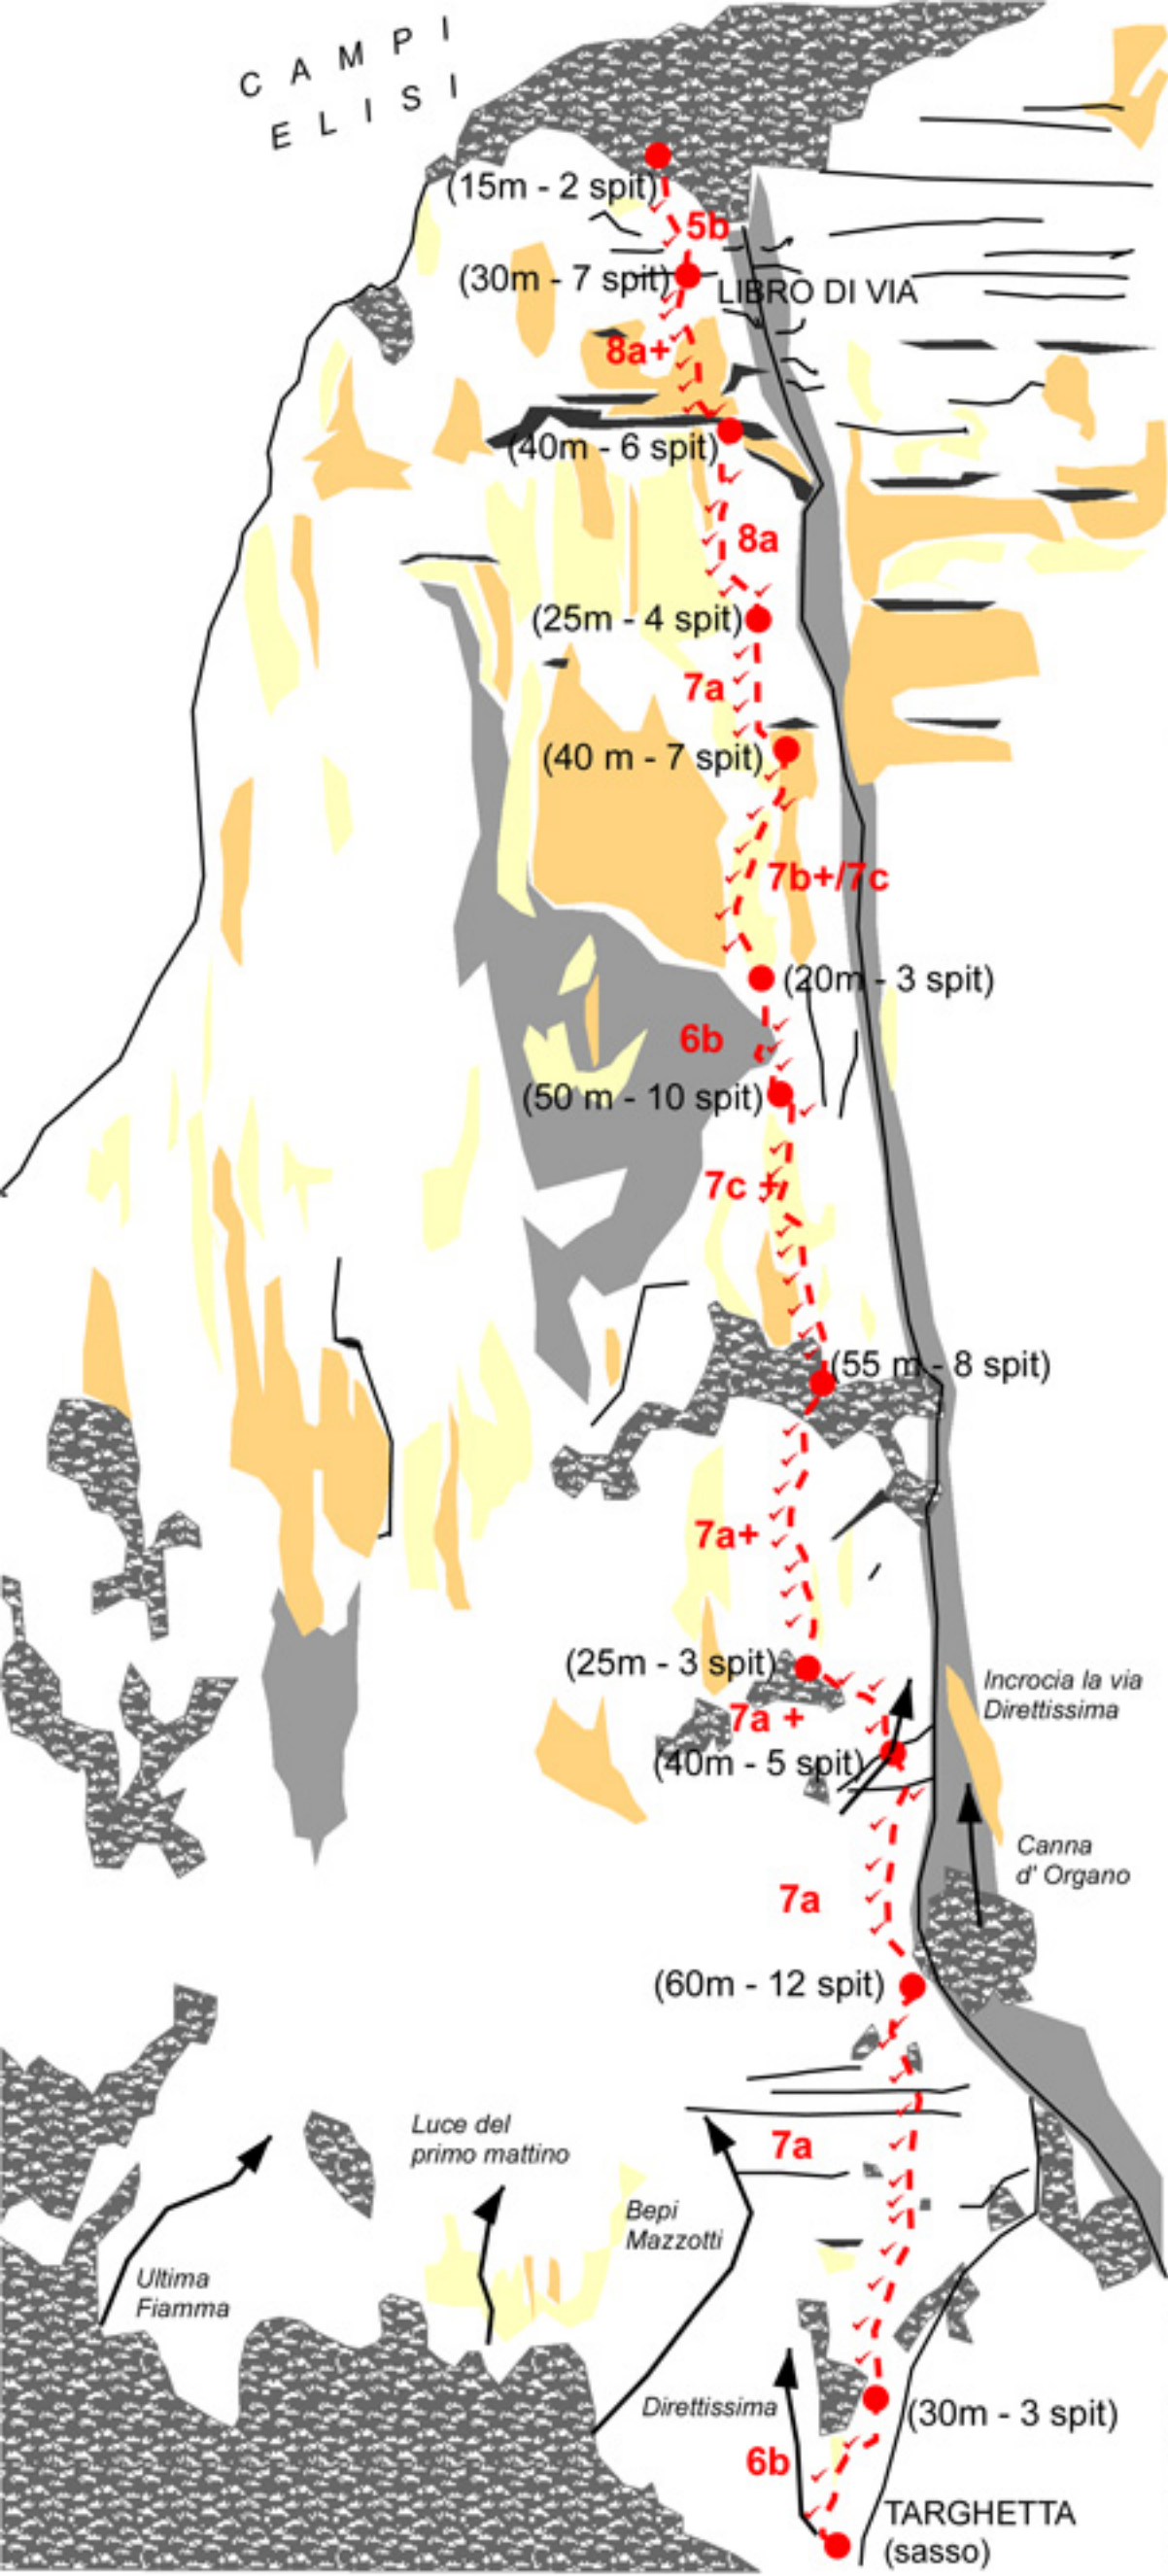 C A M P I
E L I S I
(15m - 2 spit)
5b
(30m - 7 spit)
LIBRO DI VIA
8a+
(40m - 6 spit)
8a
(25m - 4 spit)
7a
(40 m - 7 spit)
7b+/7c
(20m - 3 spit)
6b
(50 m - 10 spit)
7c +
(55 m - 8 spit)
7a+
(25m - 3 spit)
Incrocia la via
Direttissima
7a +
(40m - 5 spit)
Canna
d' Organo
7a
(60m - 12 spit)
Luce del
primo mattino
7a
Bepi
Mazzotti
Ultima
Fiamma
Direttissima
(30m - 3 spit)
6b
TARGHETTA
(sasso)